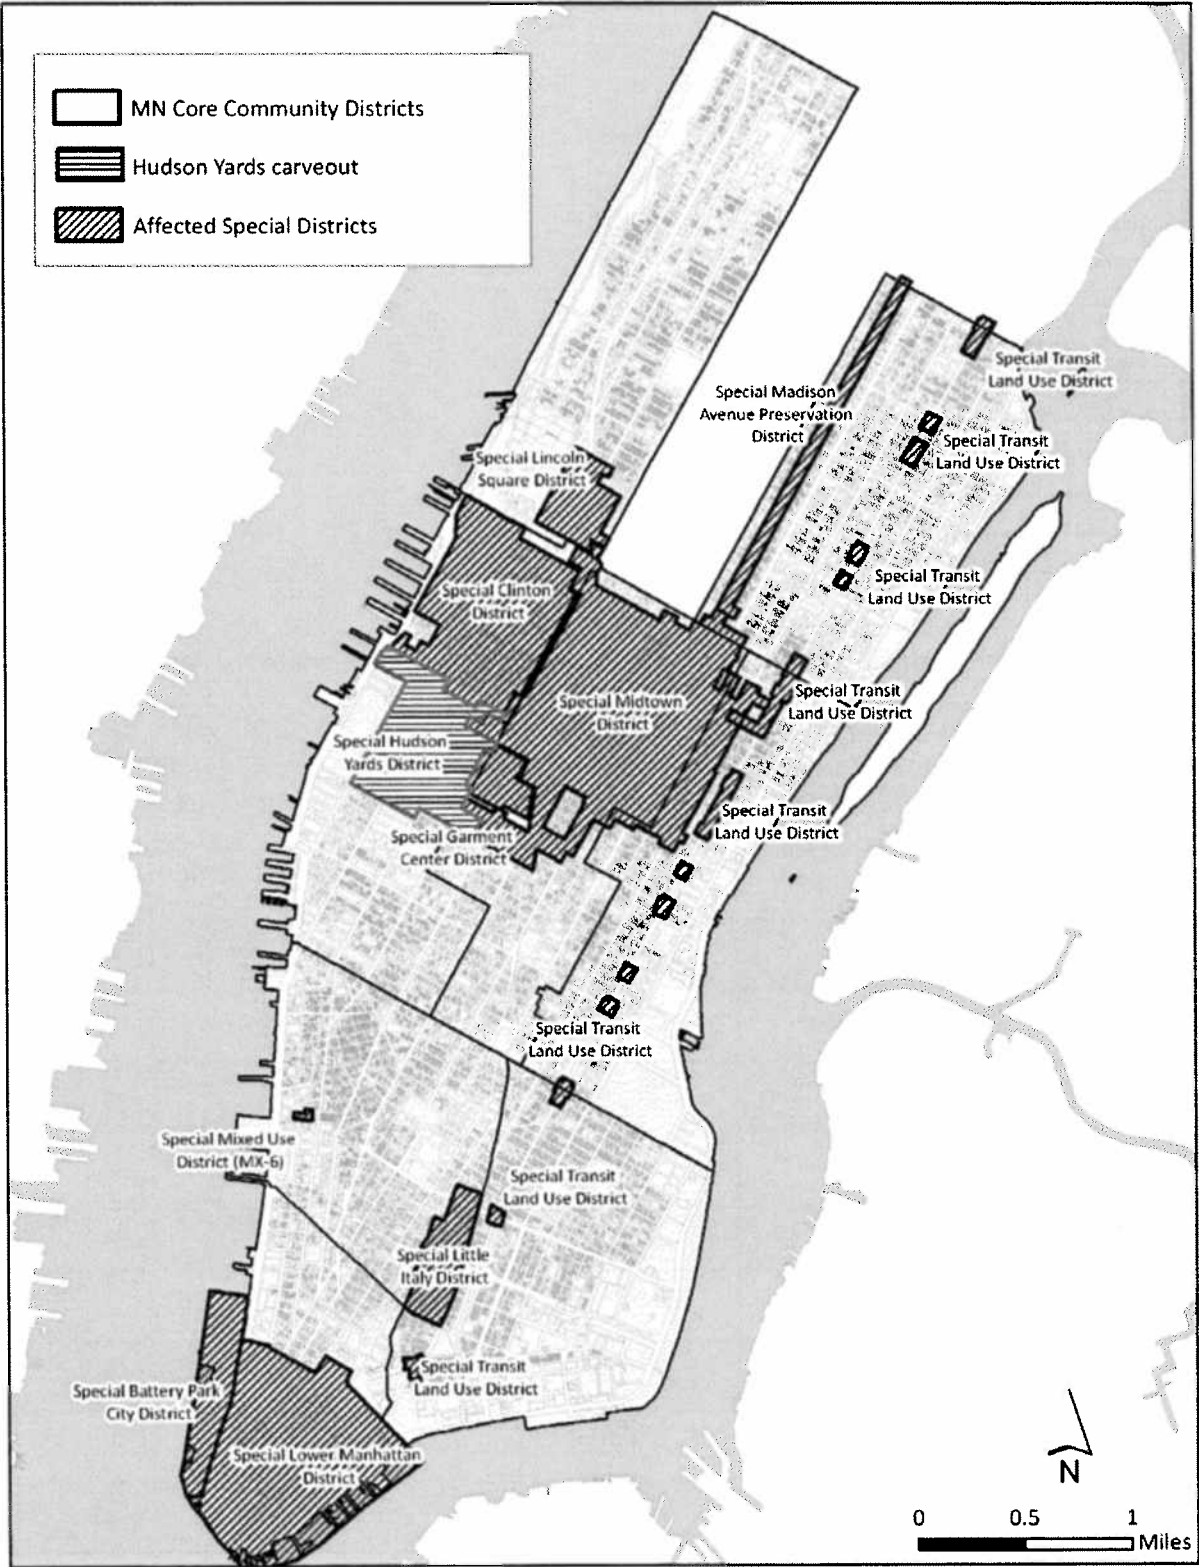 MN Core Community Districts
Hudson Yards carveout
Affected Special Districts
Special Transit
Land Use District
Special Madison
Avenue Preservation
District
Special Transit
Land Use District
Special Lincoln
Square District
Special Transit
Land Use District
Special Clinton
District
Special Transit
Land Use District
Special Midtown
District
Special Hudson
Yards District
Special Transit
Land Use District
Special Garment
Center District
Special Transit
Land Use District
Special Mixed Use
District (MX-6)
Special Transit
Land Use District
Special Little
Italy District
Special Transit
Land Use District
Special Battery Park
City District
Special Lower Manhattan
District
N
0 0.5 1
Miles